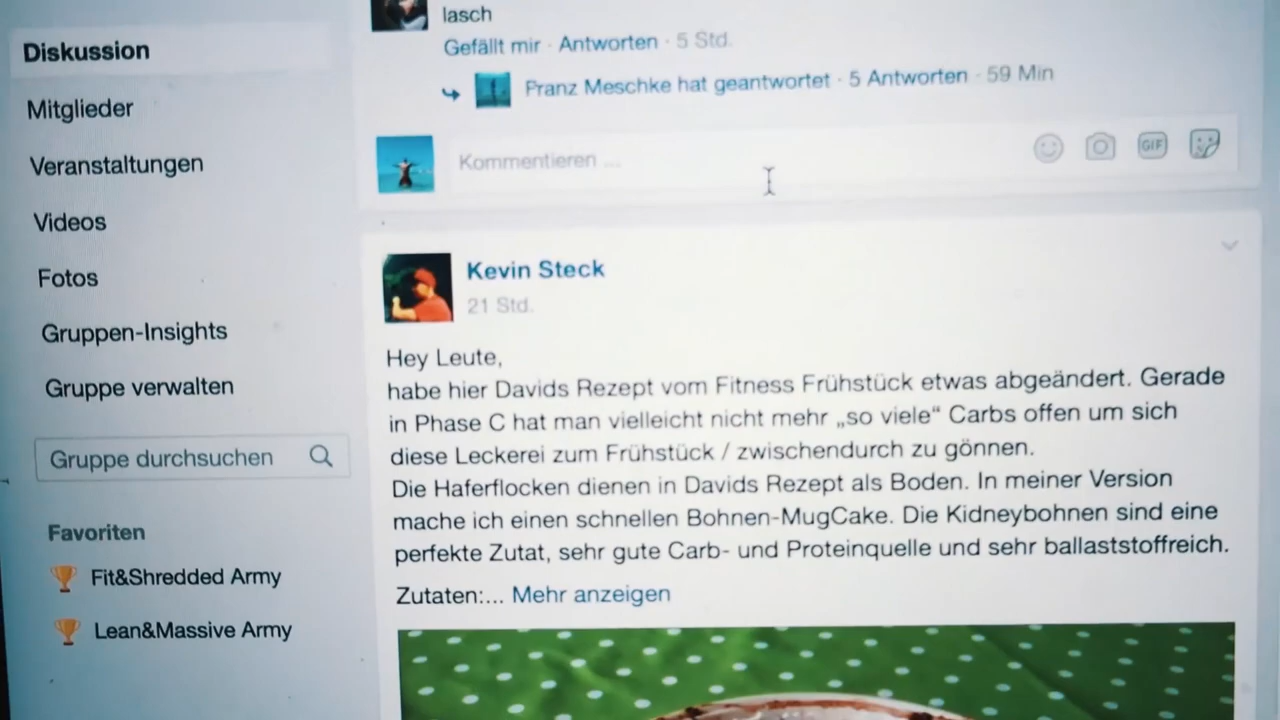 lasch
Gefällt mir · Antworten · 5 Std.
Pranz Meschke hat geantwortet · 5 Antworten · 59 Min
Kommentieren ...
GIF
Diskussion
Mitglieder
Veranstaltungen
Videos
Fotos
Gruppen-Insights
Gruppe verwalten
Gruppe durchsuchen
Favoriten
Fit&Shredded Army
Lean&Massive Army
Kevin Steck
21 Std.
Hey Leute,
habe hier Davids Rezept vom Fitness Frühstück etwas abgeändert. Gerade
in Phase C hat man vielleicht nicht mehr „so viele“ Carbs offen um sich
diese Leckerei zum Frühstück / zwischendurch zu gönnen.
Die Haferflocken dienen in Davids Rezept als Boden. In meiner Version
mache ich einen schnellen Bohnen-MugCake. Die Kidneybohnen sind eine
perfekte Zutat, sehr gute Carb- und Proteinquelle und sehr ballaststoffreich.
Zutaten:... Mehr anzeigen